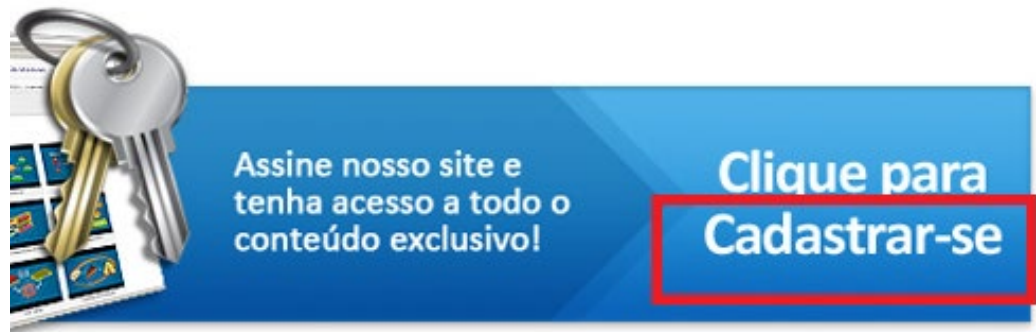 Assine nosso site e
tenha acesso a todo o
conteúdo exclusivo!
Clique para
Cadastrar-se